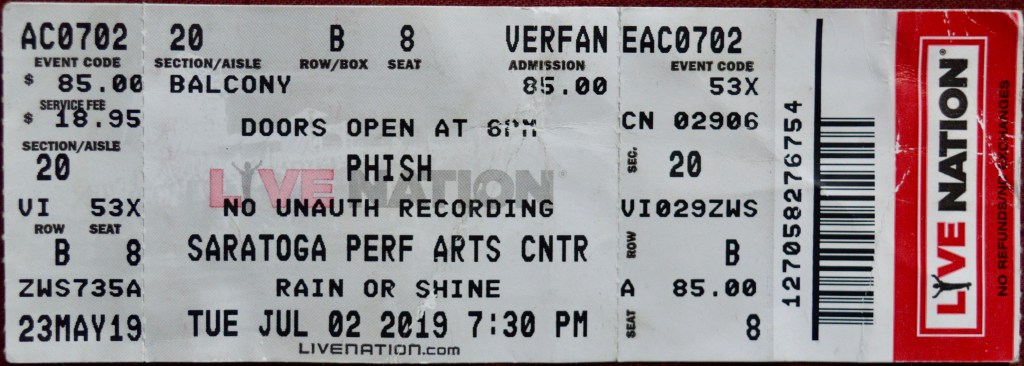 AC0702
EVENT CODE
$ 85.00
SERVICE FEE
$ 18.95
SECTION/AISLE
20
VI 53X
ROW SEAT
B 8
ZWS735A
23MAY19
20 B 8 VERFAN
SECTION/AISLE ROW/BOX SEAT ADMISSION
BALCONY 85.00
DOORS OPEN AT 6PM
PHISH
LIVE NATION
NO UNAUTH RECORDING
SARATOGA PERF ARTS CNTR
RAIN OR SHINE
TUE JUL 02 2019 7:30 PM
LIVENATION.com
EAC0702
EVENT CODE
53X
CN 02906
SEC. 20
VI029ZWS
ROW B
A 85.00
SEAT 8
127058276754
LIVE NATION
NO REFUNDS/NO EXCHANGES